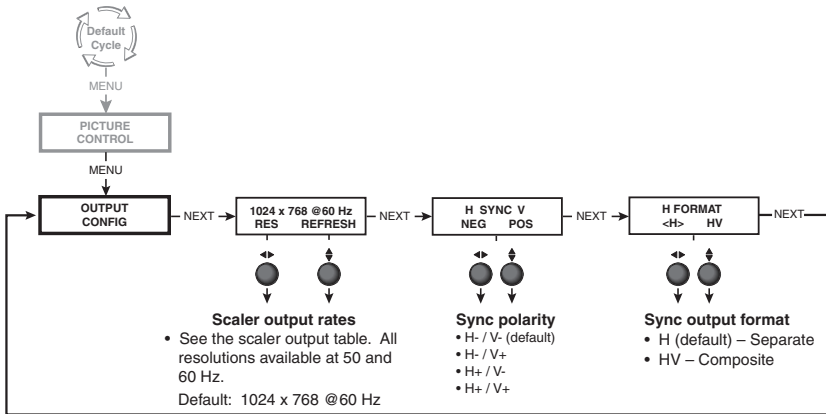 Default
Cycle
MENU
PICTURE
CONTROL
MENU
OUTPUT
CONFIG
NEXT
1024 x 768 @60 Hz
RES REFRESH
NEXT
H SYNC V
NEG POS
NEXT
H FORMAT
<H> HV
NEXT
Scaler output rates
• See the scaler output table. All
resolutions available at 50 and
60 Hz.
Default: 1024 x 768 @60 Hz
Sync polarity
• H- / V- (default)
• H- / V+
• H+ / V-
• H+ / V+
Sync output format
• H (default) – Separate
• HV – Composite